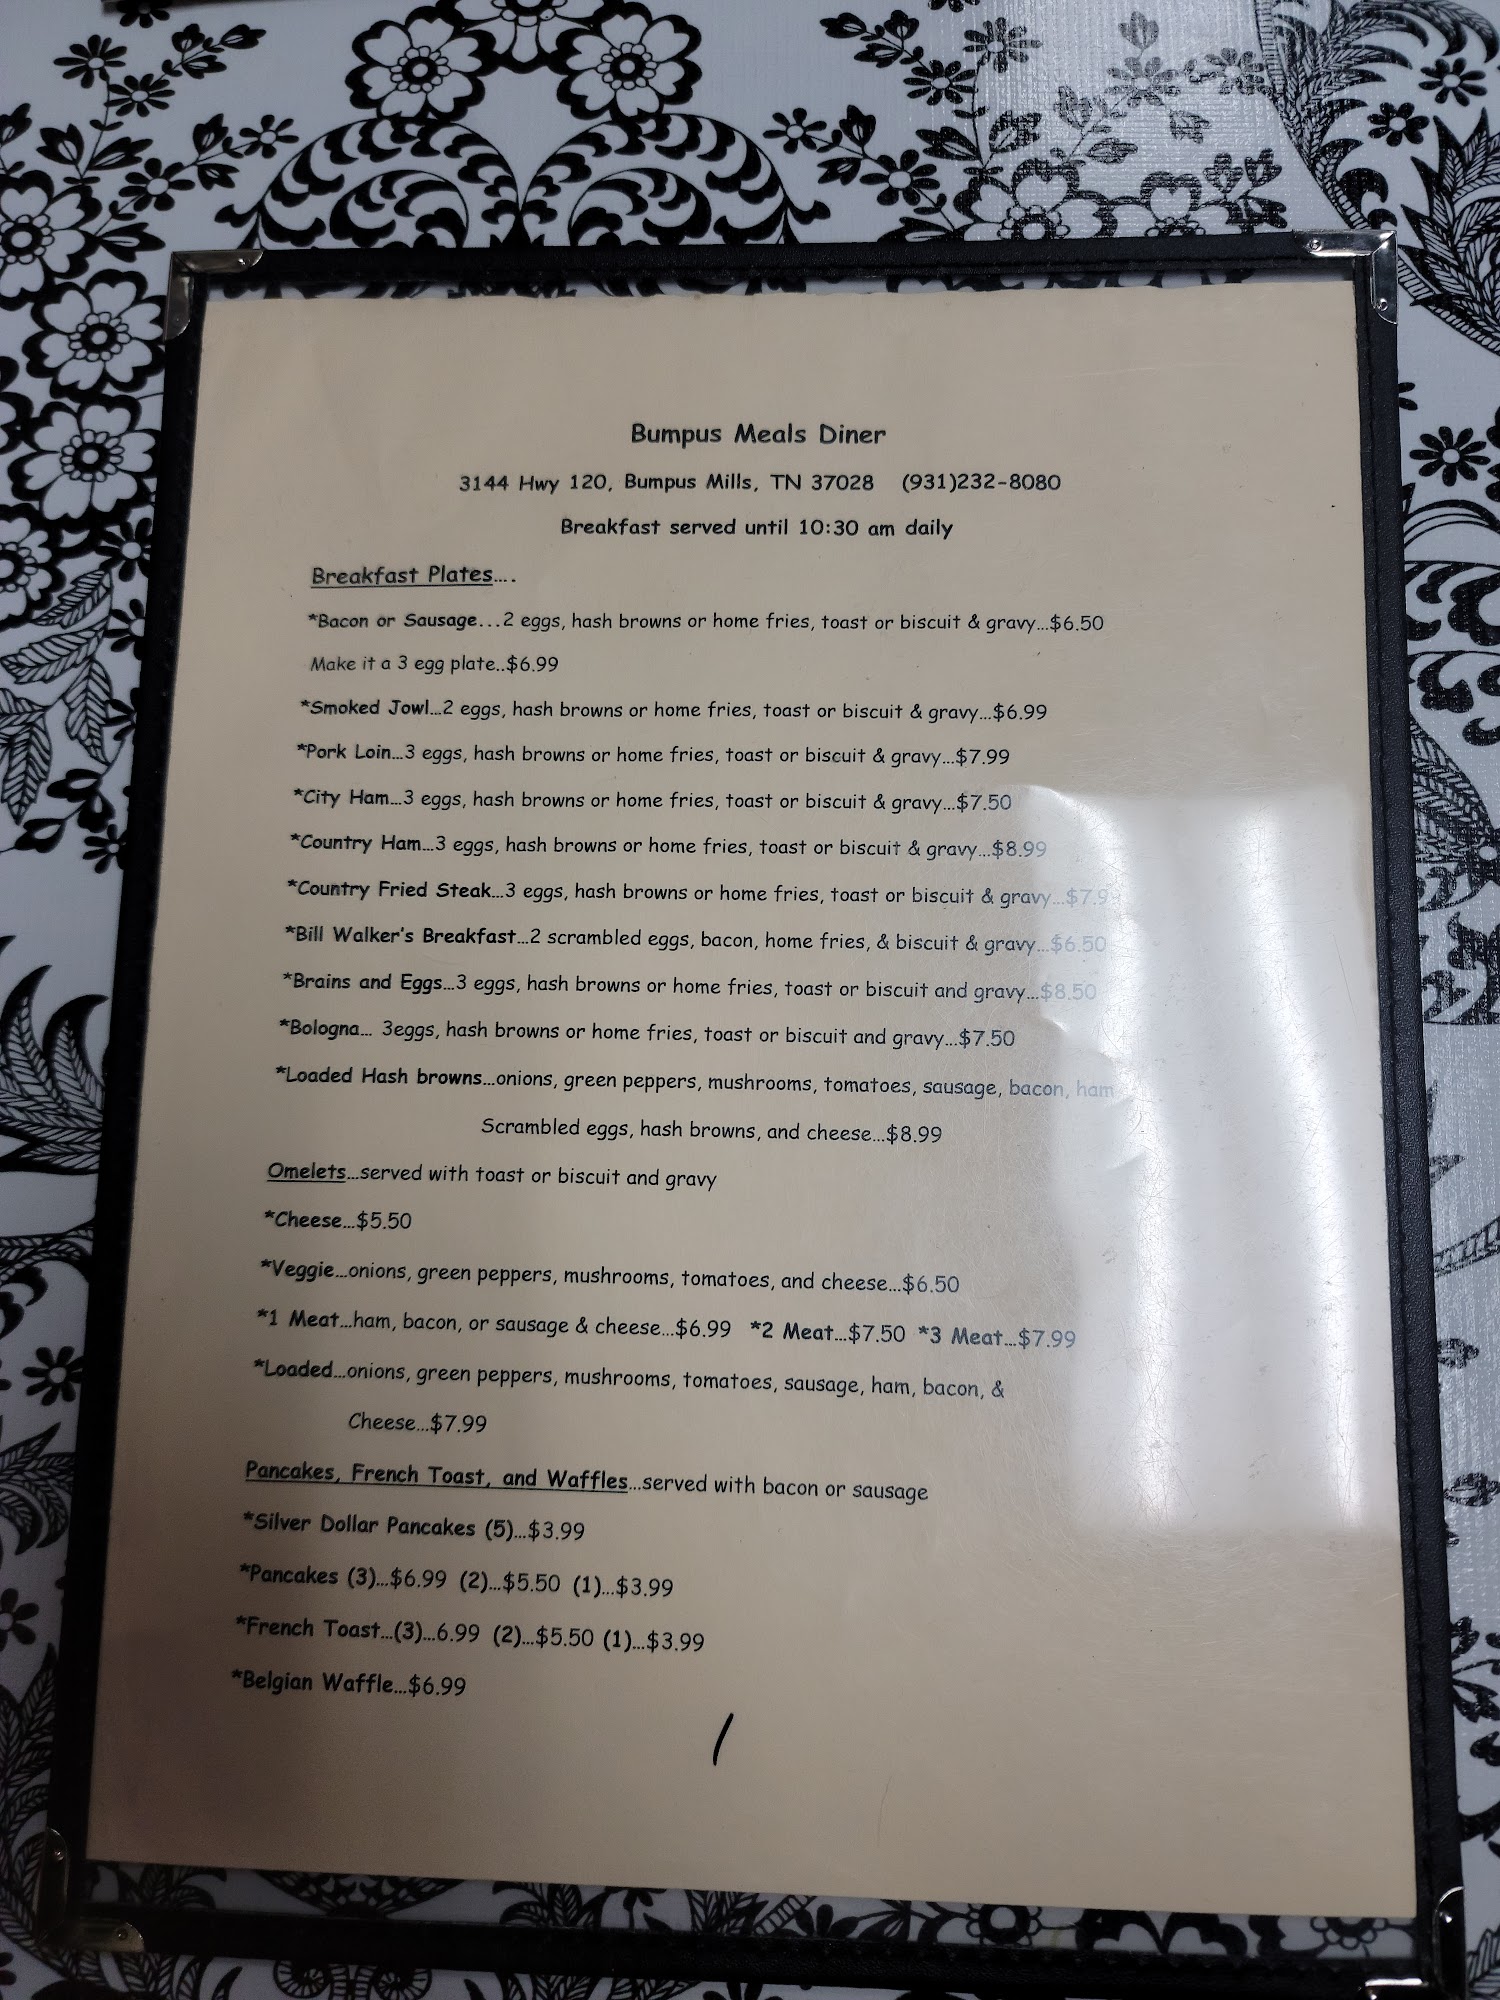 Bumpus Meals Diner
3144 Hwy 120, Bumpus Mills, TN 37028 (931)232-8080
Breakfast served until 10:30 am daily
Breakfast Plates....
*Bacon or Sausage...2 eggs, hash browns or home fries, toast or biscuit & gravy...$6.50
Make it a 3 egg plate..$6.99
*Smoked Jowl...2 eggs, hash browns or home fries, toast or biscuit & gravy...$6.99
*Pork Loin...3 eggs, hash browns or home fries, toast or biscuit & gravy...$7.99
*City Ham...3 eggs, hash browns or home fries, toast or biscuit & gravy...$7.50
*Country Ham...3 eggs, hash browns or home fries, toast or biscuit & gravy...$8.99
*Country Fried Steak...3 eggs, hash browns or home fries, toast or biscuit & gravy...$7.99
*Bill Walker's Breakfast...2 scrambled eggs, bacon, home fries, & biscuit & gravy...$6.50
*Brains and Eggs...3 eggs, hash browns or home fries, toast or biscuit and gravy...$8.50
*Bologna... 3eggs, hash browns or home fries, toast or biscuit and gravy...$7.50
*Loaded Hash browns...onions, green peppers, mushrooms, tomatoes, sausage, bacon, ham
Scrambled eggs, hash browns, and cheese...$8.99
Omelets...served with toast or biscuit and gravy
*Cheese...$5.50
*Veggie...onions, green peppers, mushrooms, tomatoes, and cheese...$6.50
*1 Meat...ham, bacon, or sausage & cheese...$6.99 *2 Meat...$7.50 *3 Meat...$7.99
*Loaded...onions, green peppers, mushrooms, tomatoes, sausage, ham, bacon, &
Cheese...$7.99
Pancakes, French Toast, and Waffles...served with bacon or sausage
*Silver Dollar Pancakes (5)...$3.99
*Pancakes (3)...$6.99 (2)...$5.50 (1)...$3.99
*French Toast...(3)...6.99 (2)...$5.50 (1)...$3.99
*Belgian Waffle...$6.99